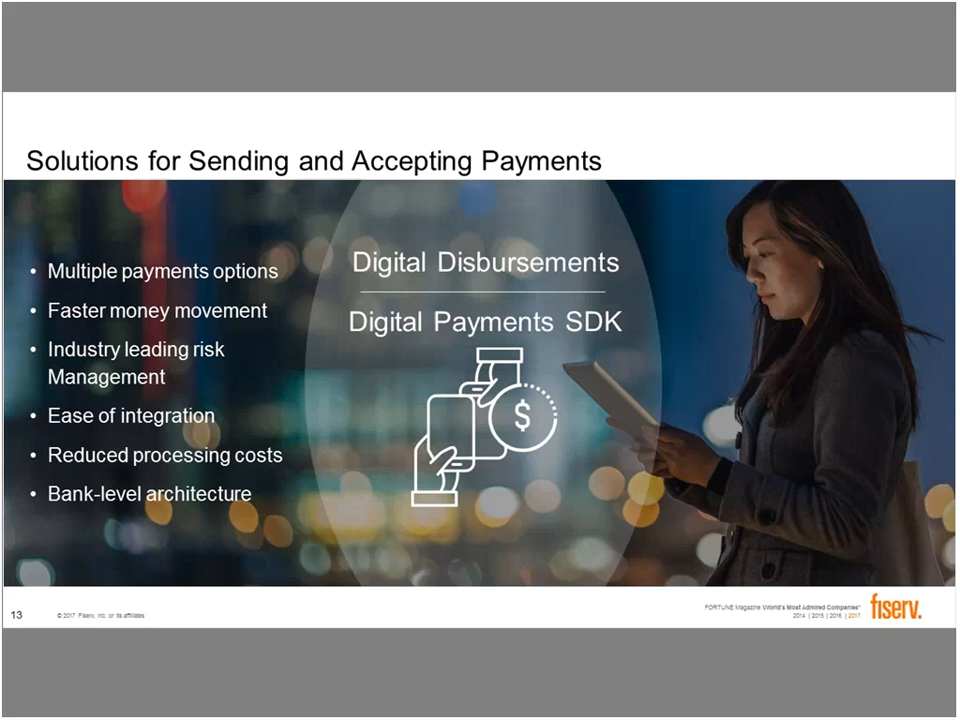 Solutions for Sending and Accepting Payments
• Multiple payments options
• Faster money movement
• Industry leading risk
Management
• Ease of integration
• Reduced processing costs
• Bank-level architecture
Digital Disbursements
Digital Payments SDK
$
13
© 2017 Fiserv, Inc. or its affiliates
FORTUNE Magazine World's Most Admired Companies®
2014 | 2015 | 2016 | 2017
fiserv.